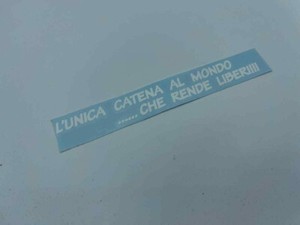 L'UNICA CATENA AL MONDO
...... CHE RENDE LIBERI!!!!